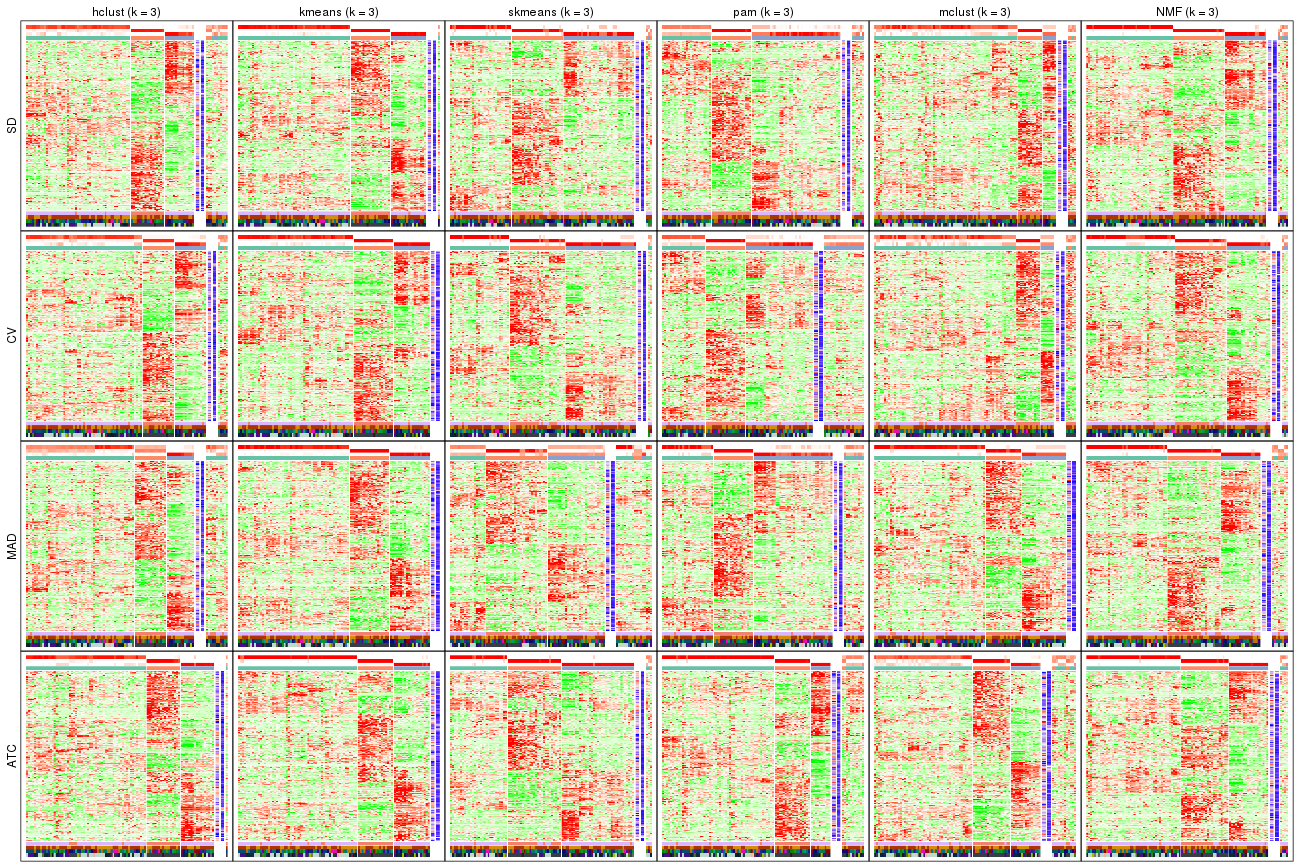 hclust (k = 3) kmeans (k = 3) skmeans (k = 3) pam (k = 3) mclust (k = 3) NMF (k = 3)
SD
CV
MAD
ATC